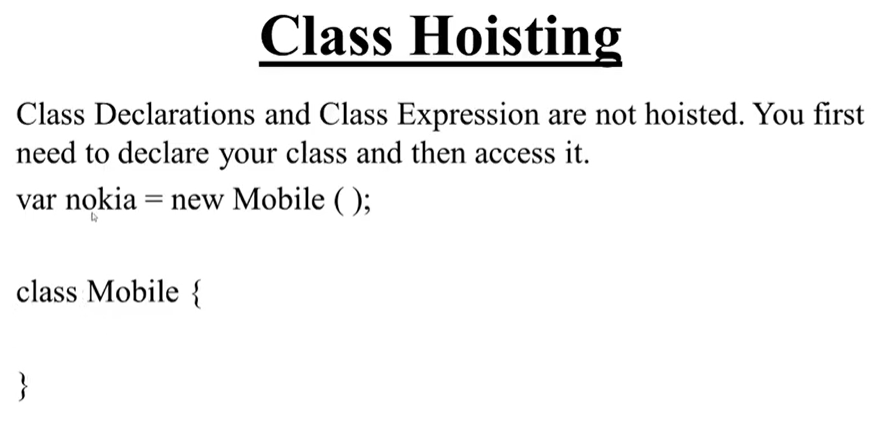 Class Hoisting
Class Declarations and Class Expression are not hoisted. You first
need to declare your class and then access it.
var nokia = new Mobile ( );
class Mobile {
}